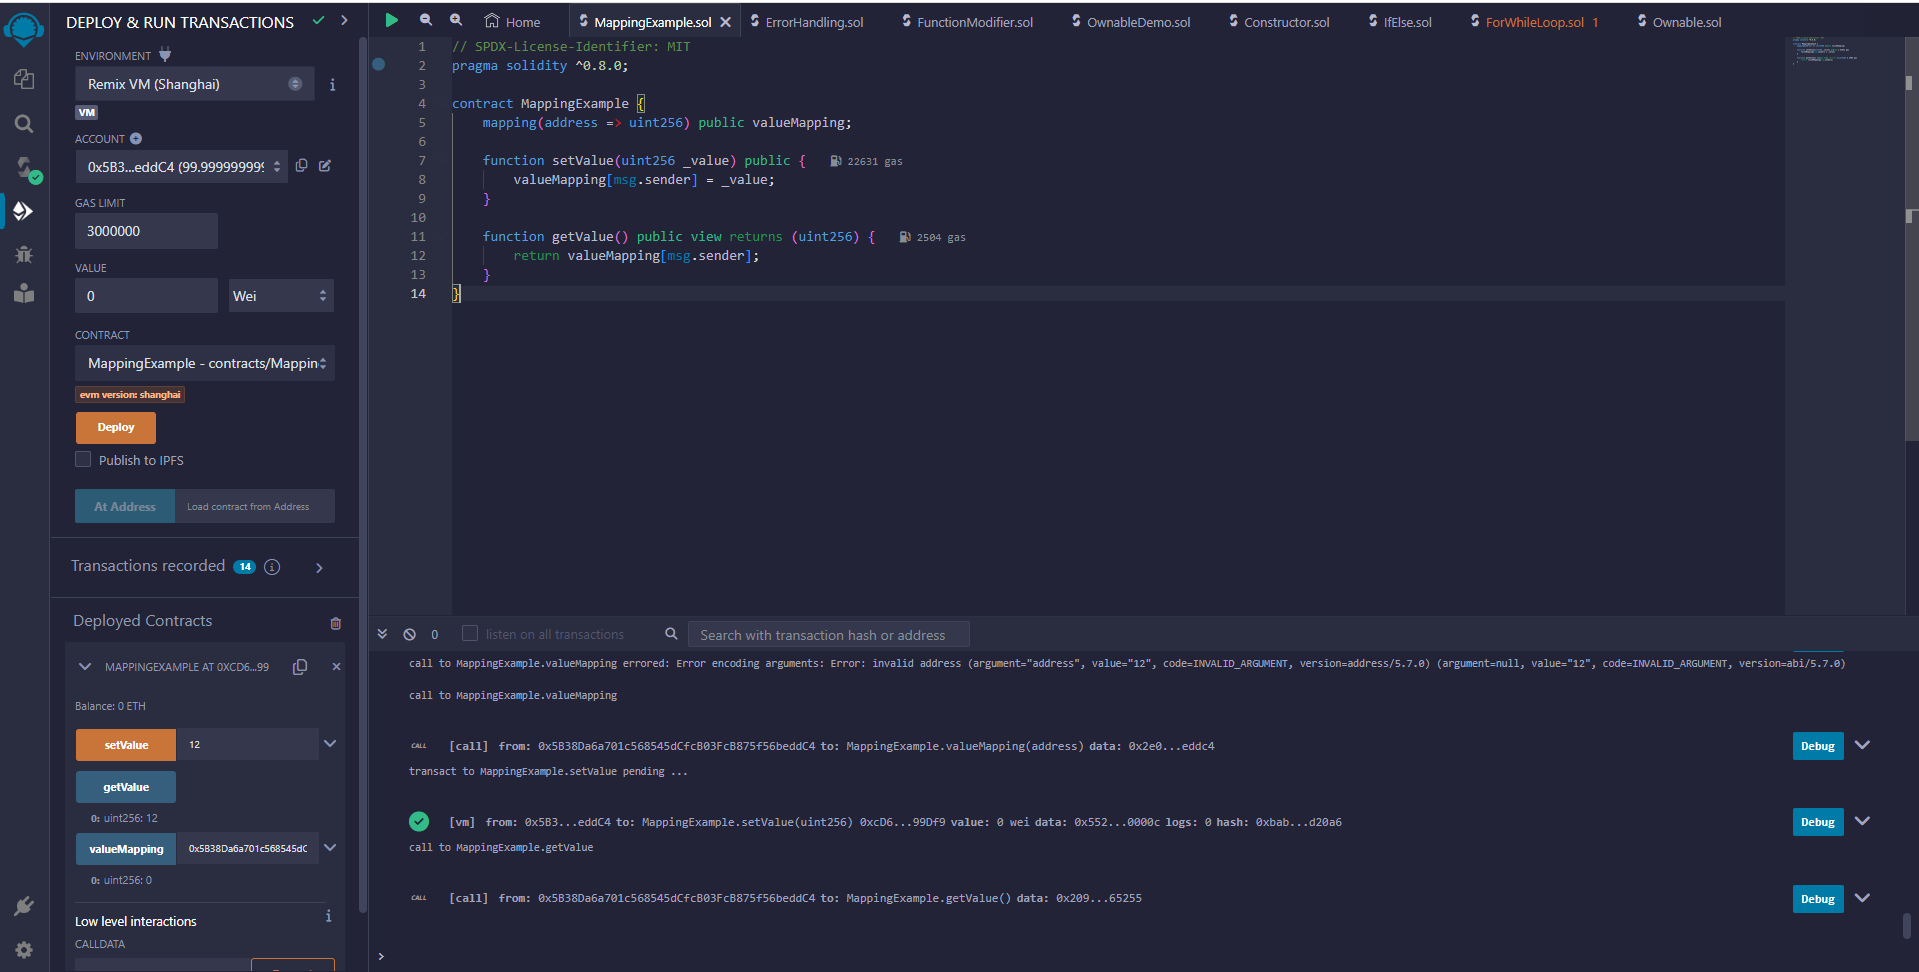 DEPLOY & RUN TRANSACTIONS
ENVIRONMENT
Remix VM (Shanghai)
VM
ACCOUNT
0x5B3...eddC4 (99.999999999
GAS LIMIT
3000000
VALUE
0
Wei
CONTRACT
MappingExample - contracts/Mappin
evm version: shanghai
Deploy
Publish to IPFS
At Address
Load contract from Address
Transactions recorded 14
Deployed Contracts
MAPPINGEXAMPLE AT 0XCD6...99
Balance: 0 ETH
setValue
12
getValue
0: uint256: 12
valueMapping
0x5B38Da6a701c568545dC
0: uint256: 0
Low level interactions
CALLDATA
Home
MappingExample.sol
ErrorHandling.sol
FunctionModifier.sol
OwnableDemo.sol
Constructor.sol
IfElse.sol
ForWhileLoop.sol 1
Ownable.sol
1 // SPDX-License-Identifier: MIT
2 pragma solidity ^0.8.0;
3
4 contract MappingExample {
5 mapping(address => uint256) public valueMapping;
6
7 function setValue(uint256 _value) public { 22631 gas
8 valueMapping[msg.sender] = _value;
9 }
10
11 function getValue() public view returns (uint256) { 2504 gas
12 return valueMapping[msg.sender];
13 }
14 }
0
listen on all transactions
Search with transaction hash or address
call to MappingExample.valueMapping errored: Error encoding arguments: Error: invalid address (argument="address", value="12", code=INVALID_ARGUMENT, version=address/5.7.0) (argument=null, value="12", code=INVALID_ARGUMENT, version=abi/5.7.0)
call to MappingExample.valueMapping
CALL [call] from: 0x5B38Da6a701c568545dCfcB03FcB875f56beddC4 to: MappingExample.valueMapping(address) data: 0x2e0...eddc4
Debug
transact to MappingExample.setValue pending ...
[vm] from: 0x5B3...eddC4 to: MappingExample.setValue(uint256) 0xcD6...99Df9 value: 0 wei data: 0x552...0000c logs: 0 hash: 0xbab...d20a6
Debug
call to MappingExample.getValue
CALL [call] from: 0x5B38Da6a701c568545dCfcB03FcB875f56beddC4 to: MappingExample.getValue() data: 0x209...65255
Debug
>